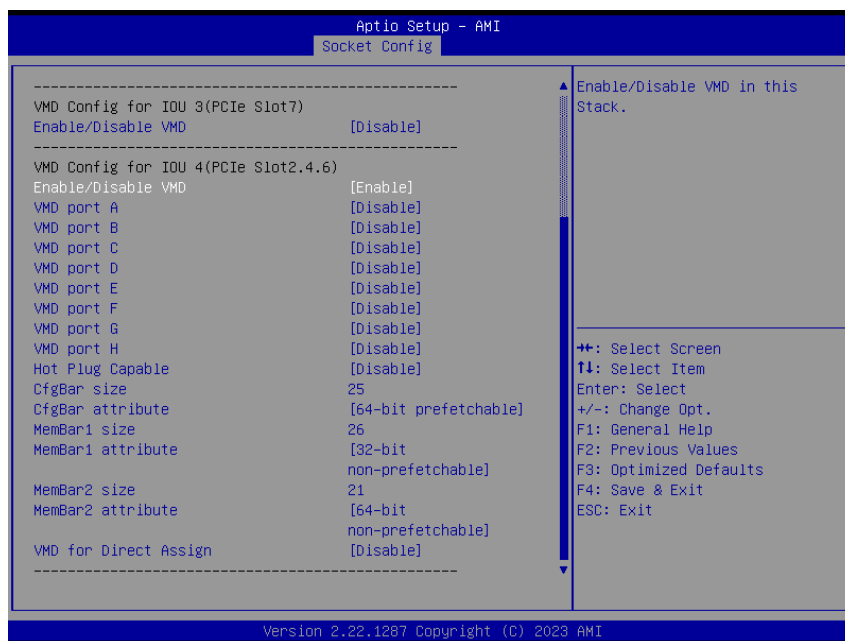 Aptio Setup - AMI
Socket Config
--------------------------------------------------
VMD Config for IOU 3(PCIe Slot7)
Enable/Disable VMD [Disable]
--------------------------------------------------
VMD Config for IOU 4(PCIe Slot2.4.6)
Enable/Disable VMD [Enable]
VMD port A [Disable]
VMD port B [Disable]
VMD port C [Disable]
VMD port D [Disable]
VMD port E [Disable]
VMD port F [Disable]
VMD port G [Disable]
VMD port H [Disable]
Hot Plug Capable [Disable]
CfgBar size 25
CfgBar attribute [64-bit prefetchable]
MemBar1 size 26
MemBar1 attribute [32-bit
non-prefetchable]
MemBar2 size 21
MemBar2 attribute [64-bit
non-prefetchable]
VMD for Direct Assign [Disable]
--------------------------------------------------
Enable/Disable VMD in this
Stack.
→←: Select Screen
↑↓: Select Item
Enter: Select
+/-: Change Opt.
F1: General Help
F2: Previous Values
F3: Optimized Defaults
F4: Save & Exit
ESC: Exit
Version 2.22.1287 Copyright (C) 2023 AMI